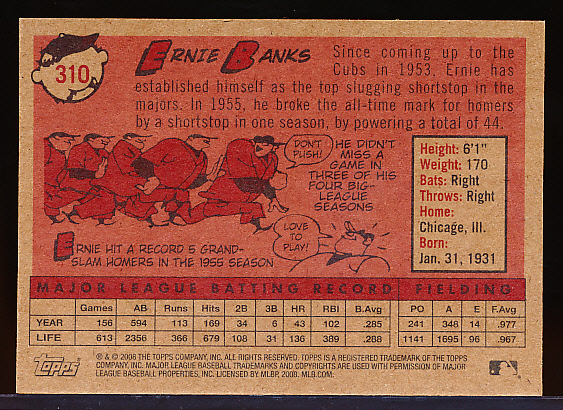 310
ERNIE BANKS
Since coming up to the
Cubs in 1953. Ernie has
established himself as the top slugging shortstop in the
majors. In 1955, he broke the all-time mark for homers
by a shortstop in one season, by powering a total of 44.
DON'T
PUSH!
HE DIDN'T
MISS A
GAME IN
THREE OF HIS
FOUR BIG-
LEAGUE
SEASONS
LOVE
TO
PLAY!
ERNIE HIT A RECORD 5 GRAND-
SLAM HOMERS IN THE 1955 SEASON
Height: 6'1"
Weight: 170
Bats: Right
Throws: Right
Home:
Chicago, Ill.
Born:
Jan. 31, 1931
MAJOR LEAGUE BATTING RECORD FIELDING
Games AB Runs Hits 2B 3B HR RBI B.Avg PO A E F.Avg
YEAR 156 594 113 169 34 6 43 102 .285 241 348 14 .977
LIFE 613 2356 366 679 108 31 136 389 .288 1141 1695 96 .967
Topps
® & © 2008 THE TOPPS COMPANY, INC. ALL RIGHTS RESERVED. TOPPS IS A REGISTERED TRADEMARK OF THE TOPPS
COMPANY, INC. MAJOR LEAGUE BASEBALL TRADEMARKS AND COPYRIGHTS ARE USED WITH PERMISSION OF MAJOR
LEAGUE BASEBALL PROPERTIES, INC. LICENSED BY MLBP, 2008. MLB.COM.